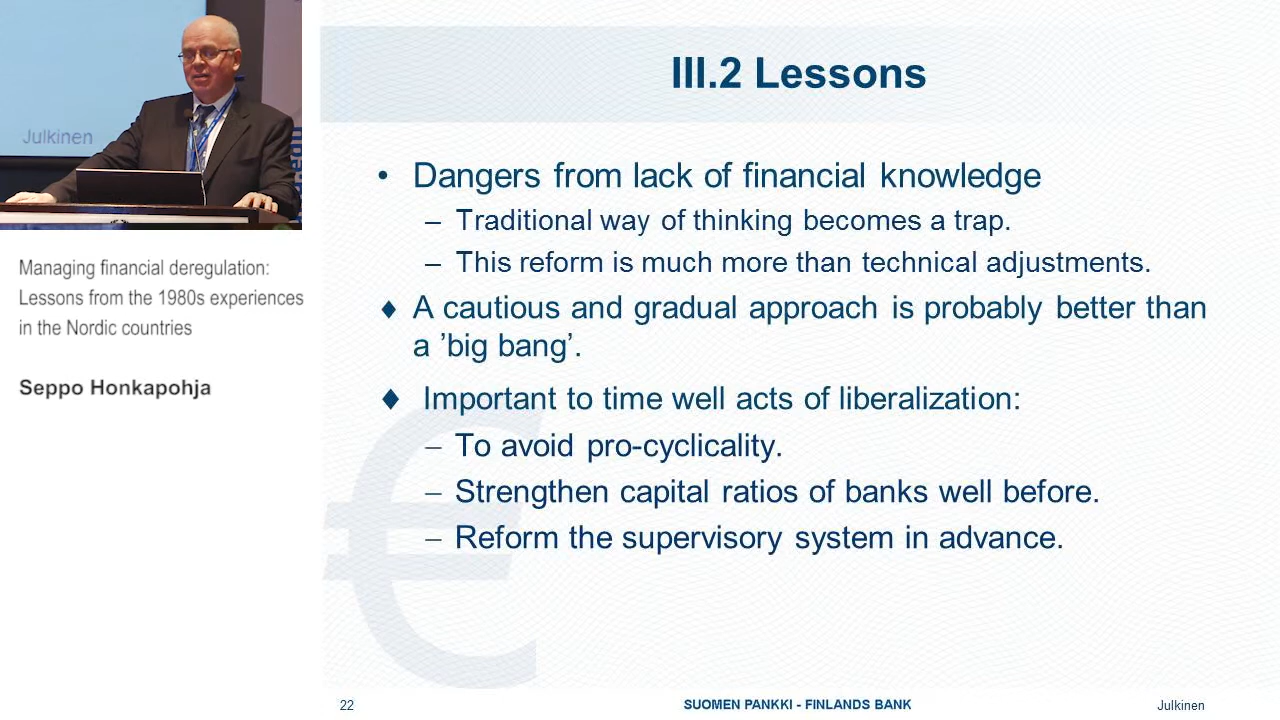 Julkinen
Managing financial deregulation:
Lessons from the 1980s experiences
in the Nordic countries
Seppo Honkapohja
III.2 Lessons
• Dangers from lack of financial knowledge
– Traditional way of thinking becomes a trap.
– This reform is much more than technical adjustments.
♦ A cautious and gradual approach is probably better than
a ’big bang’.
♦ Important to time well acts of liberalization:
– To avoid pro-cyclicality.
– Strengthen capital ratios of banks well before.
– Reform the supervisory system in advance.
€
22
SUOMEN PANKKI - FINLANDS BANK
Julkinen